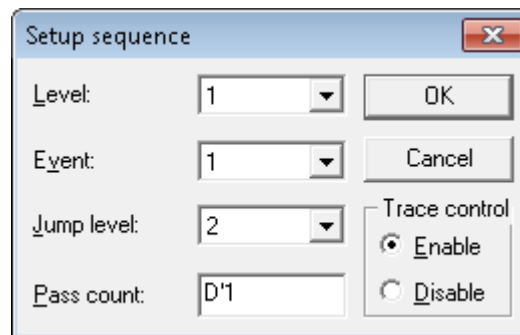 Setup sequence
Level: 1
OK
Event: 1
Cancel
Jump level: 2
Trace control
Enable
Pass count: D'1
Disable